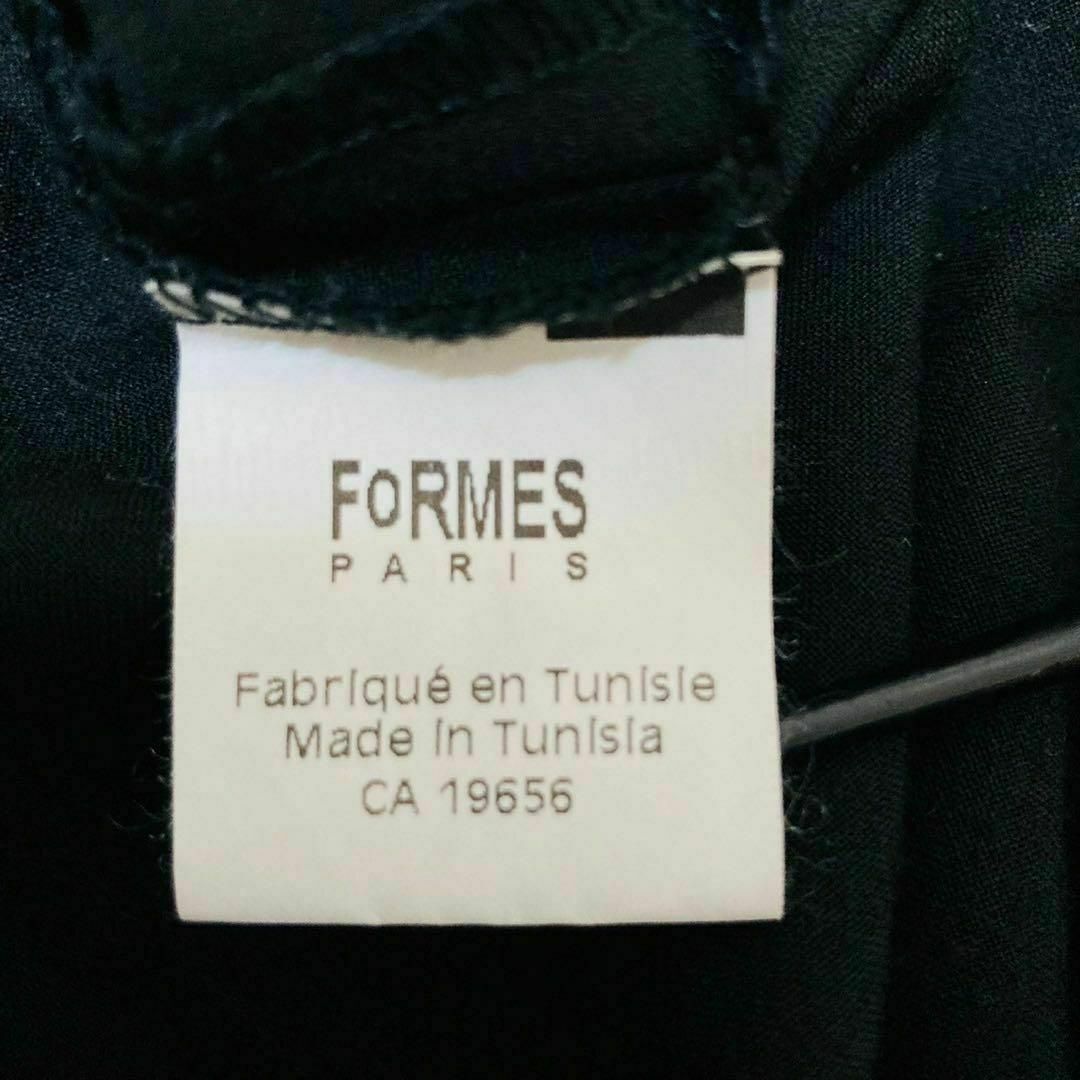 FoRMES
PARIS
Fabriqué en Tunisie
Made in Tunisia
CA 19656